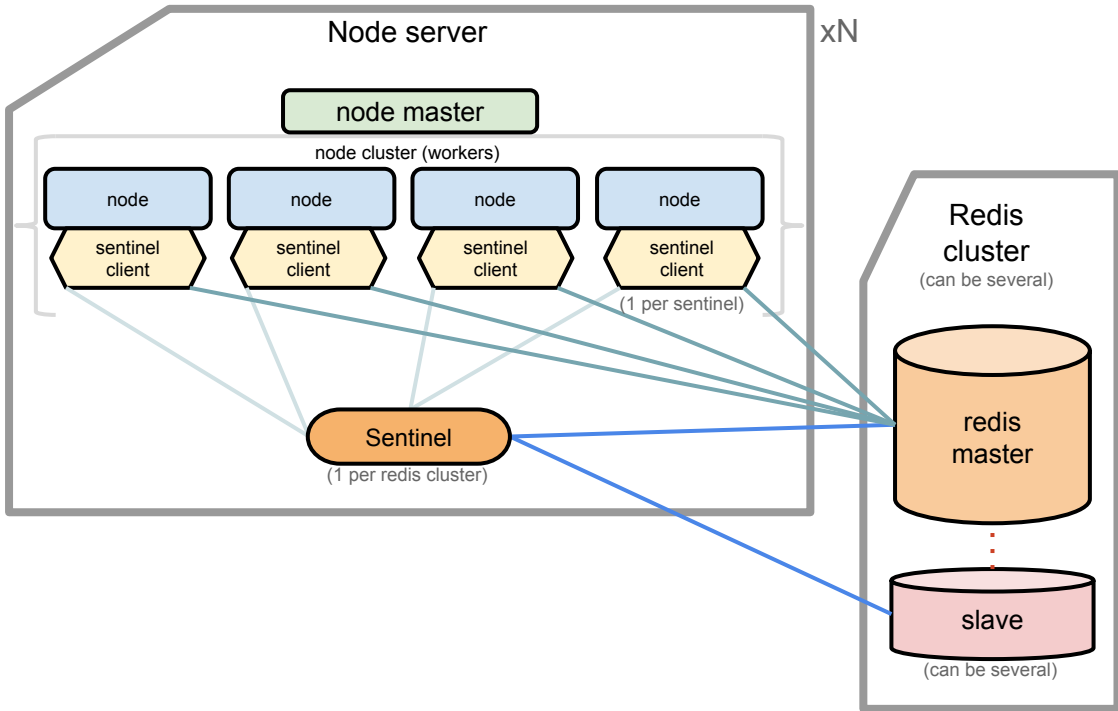 Node server
xN
node master
node cluster (workers)
node
node
node
node
sentinel
client
sentinel
client
sentinel
client
sentinel
client
(1 per sentinel)
Sentinel
(1 per redis cluster)
Redis
cluster
(can be several)
redis
master
slave
(can be several)